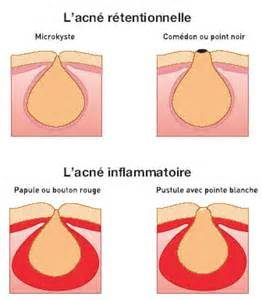 L'acné rétentionnelle
Microkyste
Comédon ou point noir
L'acné inflammatoire
Papule ou bouton rouge
Pustule avec pointe blanche